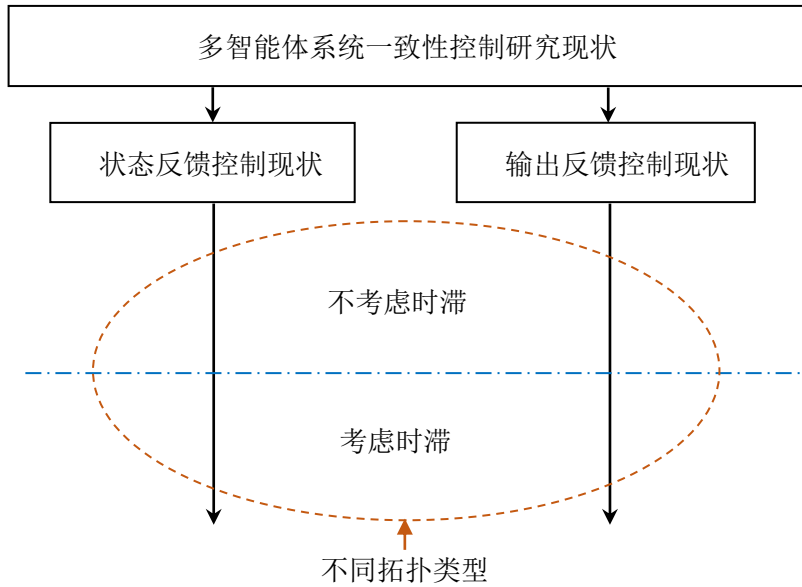 多智能体系统一致性控制研究现状
状态反馈控制现状
输出反馈控制现状
不考虑时滞
考虑时滞
不同拓扑类型